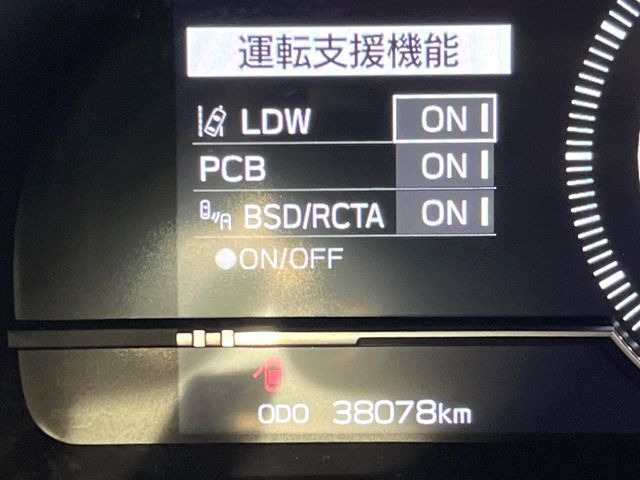 運転支援機能
LDW ON
PCB ON
BSD/RCTA ON
ON/OFF
ODO 38078km